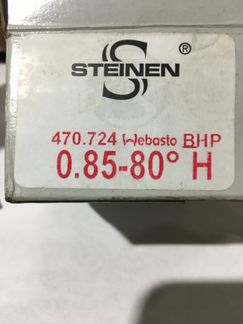 S
®
STEINEN
470.724 Webasto BHP
0.85-80° H